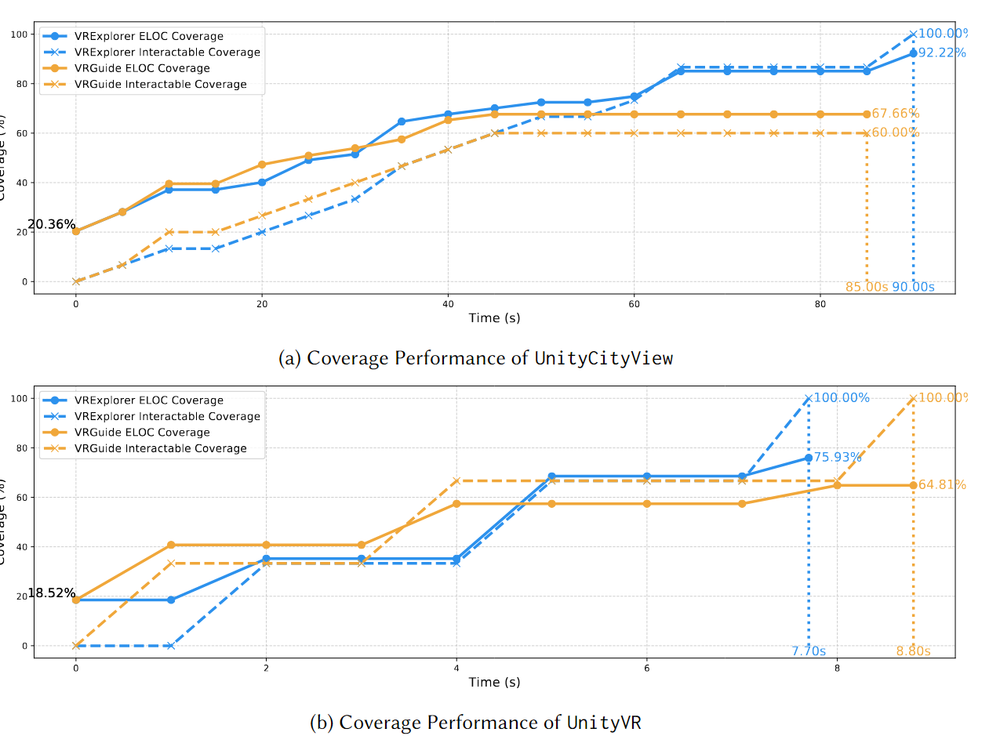 100
80
60
40
20
0
Coverage (%)
VRExplorer ELOC Coverage
VRExplorer Interactable Coverage
VRGuide ELOC Coverage
VRGuide Interactable Coverage
20.36%
100.00%
92.22%
67.66%
60.00%
85.00s
90.00s
0 20 40 60 80
Time (s)
(a) Coverage Performance of UnityCityView
100
80
60
40
20
0
Coverage (%)
VRExplorer ELOC Coverage
VRExplorer Interactable Coverage
VRGuide ELOC Coverage
VRGuide Interactable Coverage
18.52%
100.00%
75.93%
100.00%
64.81%
7.70s
8.80s
0 2 4 6 8
Time (s)
(b) Coverage Performance of UnityVR